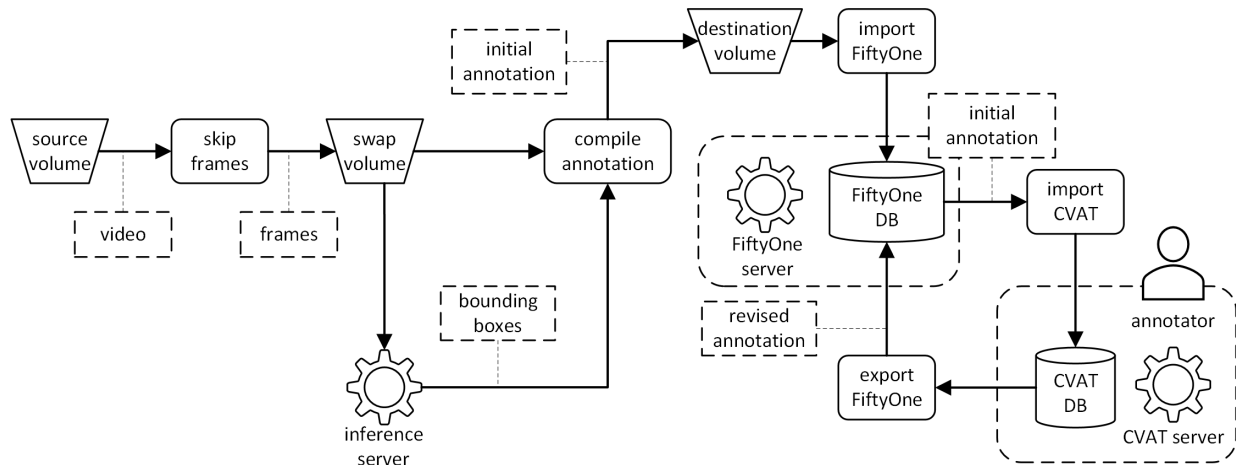 source
volume
video
skip
frames
frames
swap
volume
inference
server
bounding
boxes
initial
annotation
compile
annotation
destination
volume
import
FiftyOne
FiftyOne
server
FiftyOne
DB
initial
annotation
import
CVAT
annotator
CVAT
DB
CVAT server
export
FiftyOne
revised
annotation